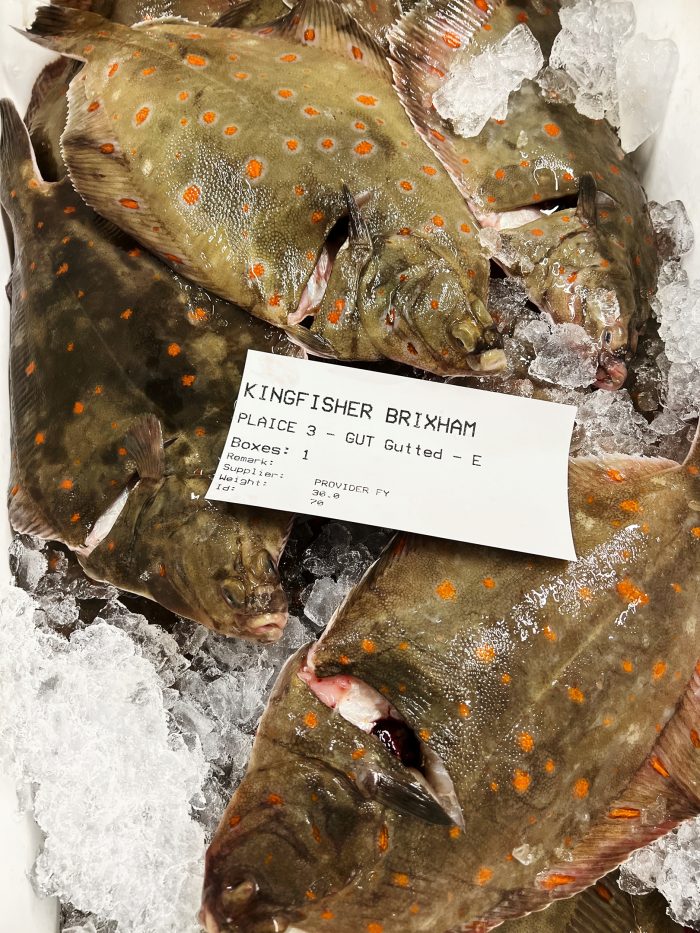 KINGFISHER BRIXHAM
PLAICE 3 - GUT Gutted - E
Boxes: 1
Remark:
Supplier: PROVIDER FY
Weight: 30.0
Id: 70